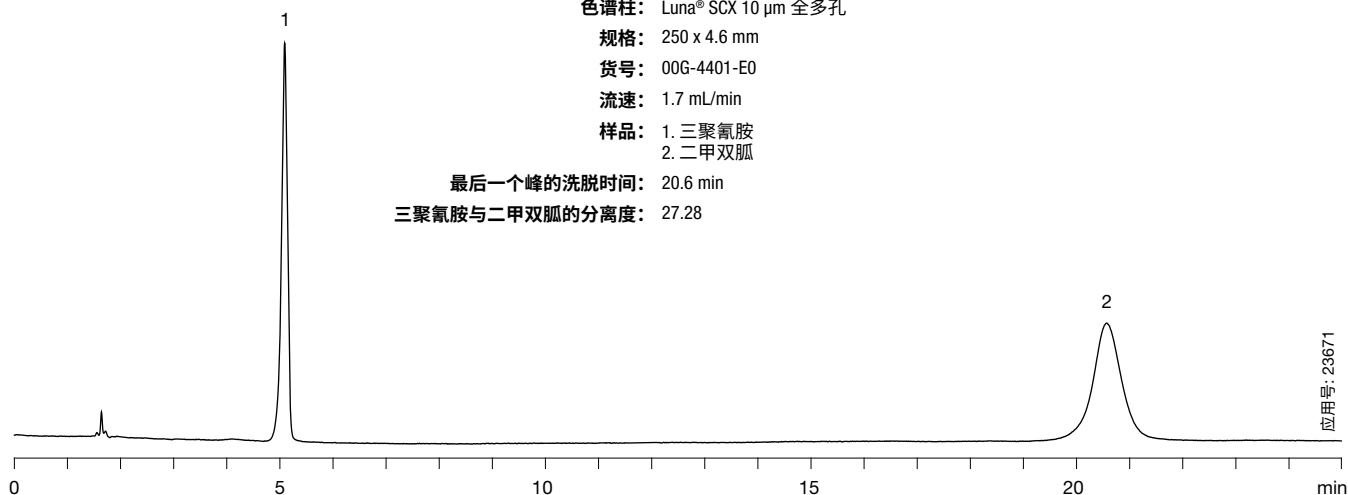 色谱柱： Luna® SCX 10 µm 全多孔
1
规格： 250 x 4.6 mm
货号： 00G-4401-E0
流速： 1.7 mL/min
样品： 1. 三聚氰胺
2. 二甲双胍
最后一个峰的洗脱时间： 20.6 min
三聚氰胺与二甲双胍的分离度： 27.28
2
应用号: 23671
0 5 10 15 20 min